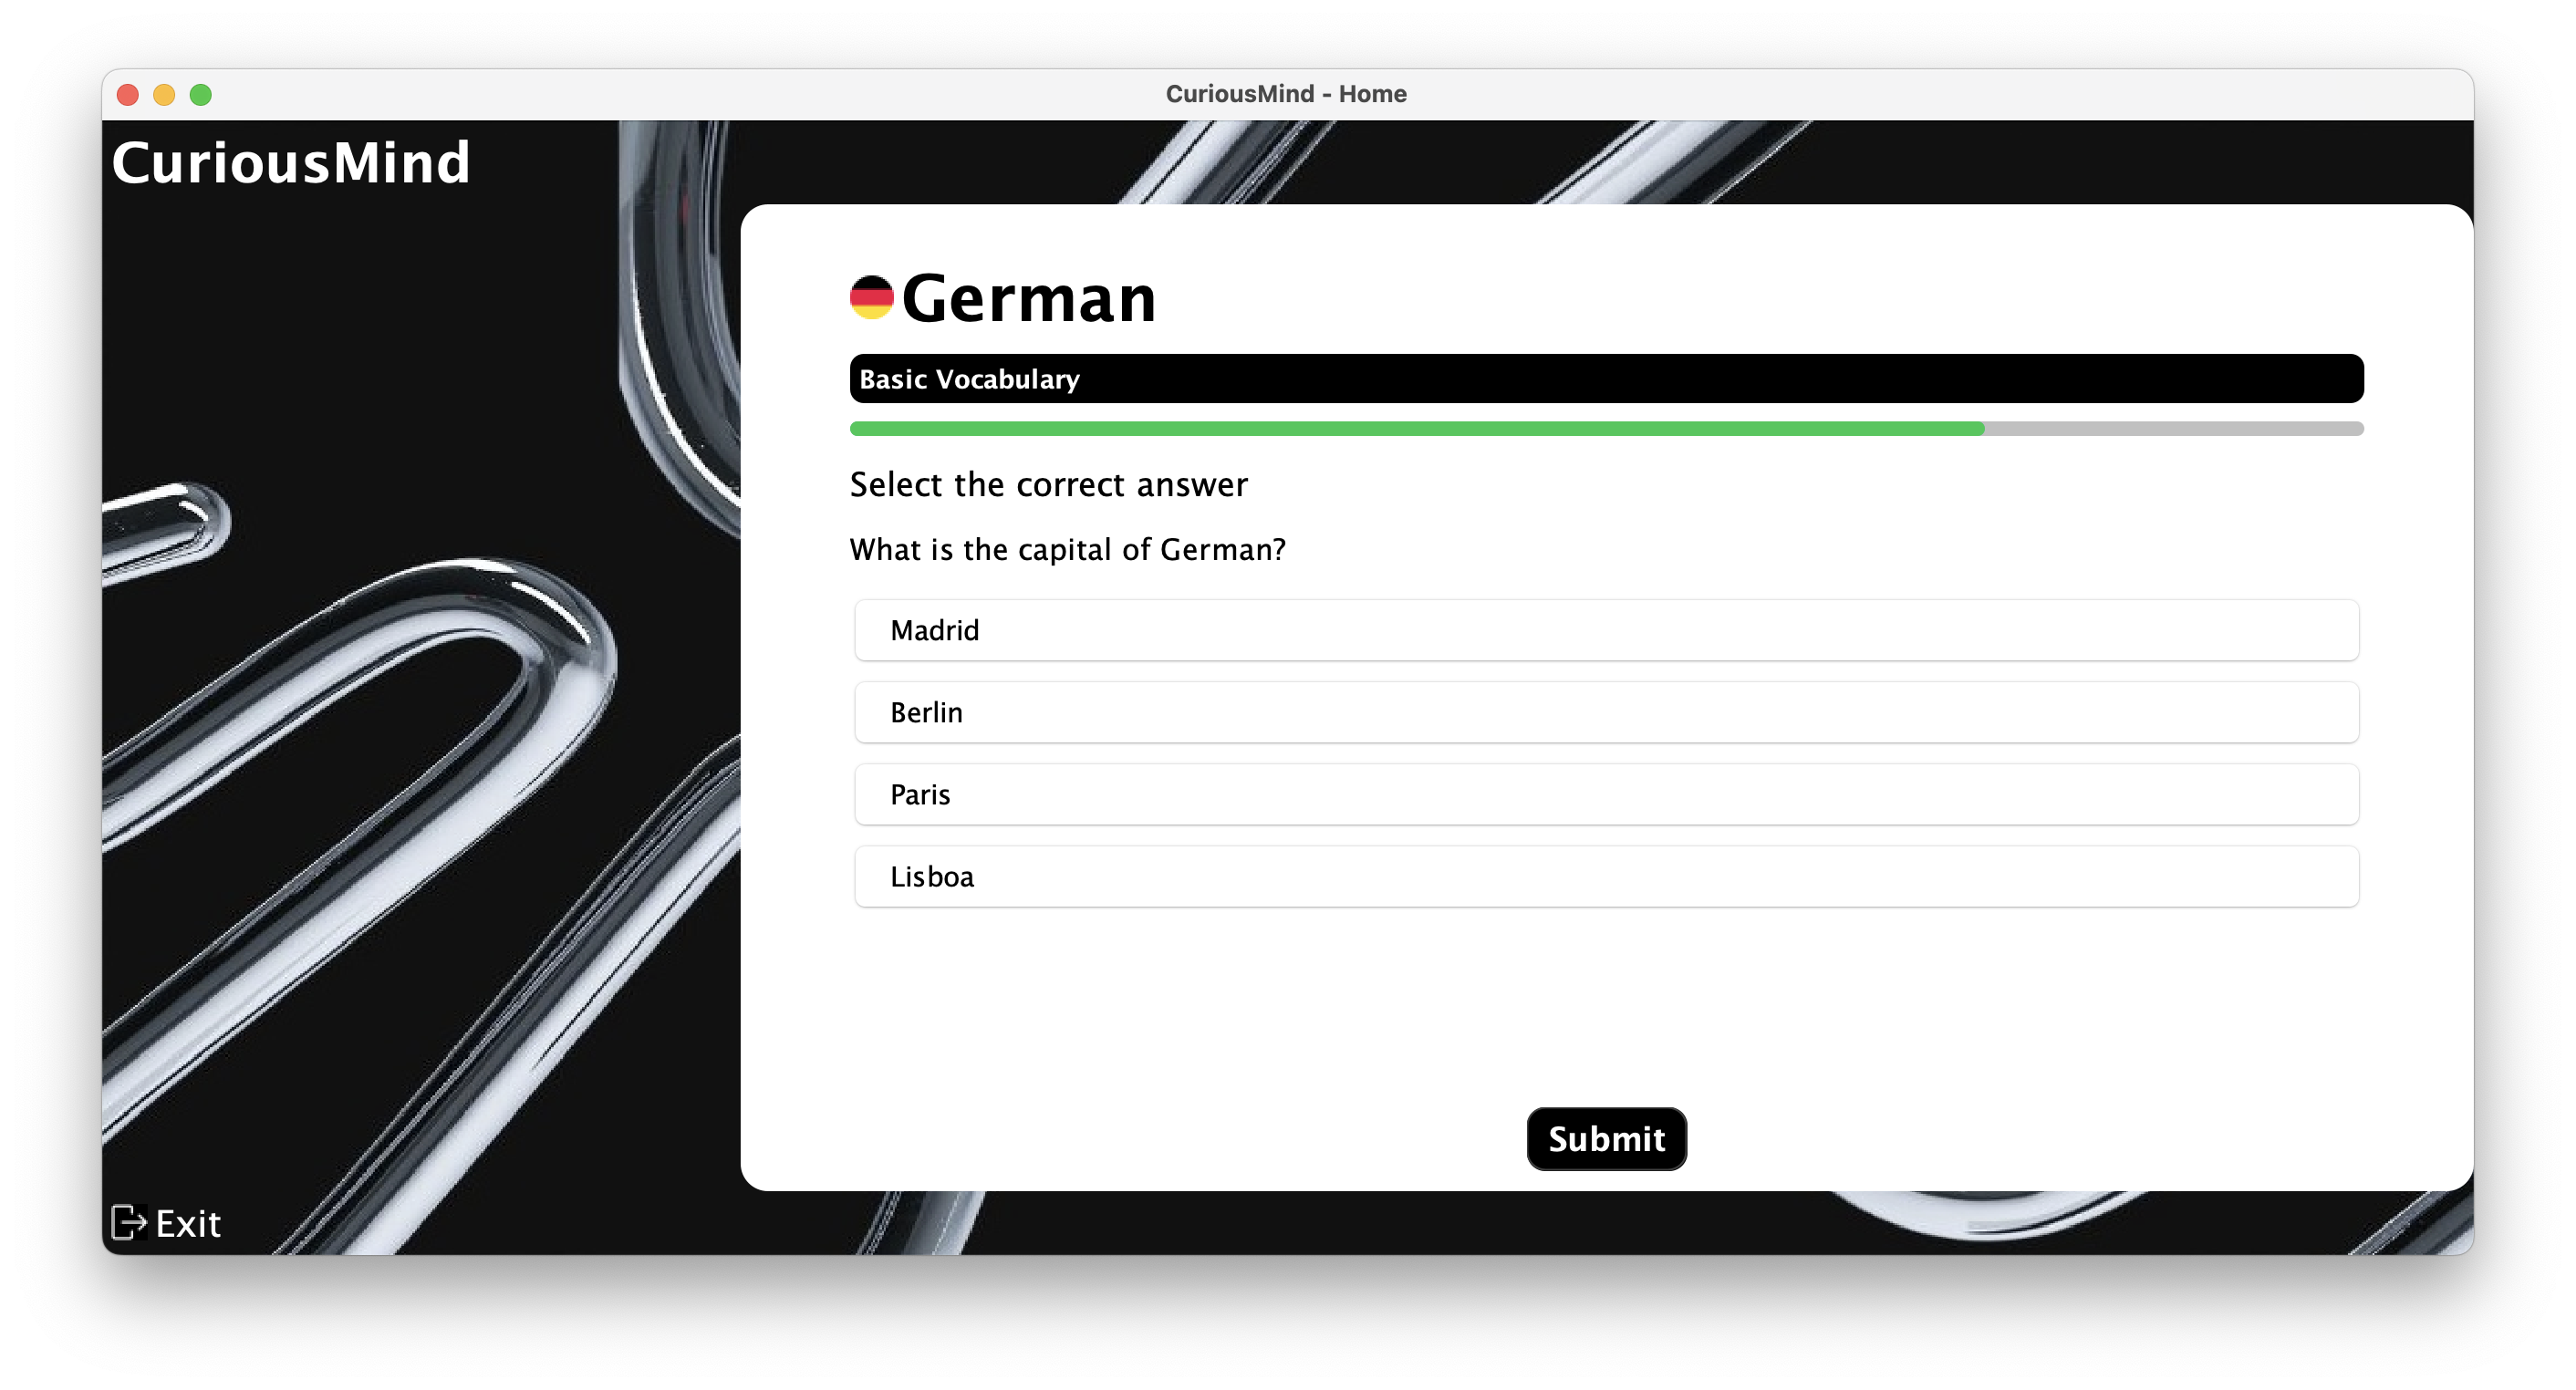 CuriousMind - Home
CuriousMind
German
Basic Vocabulary
Select the correct answer
What is the capital of German?
Madrid
Berlin
Paris
Lisboa
Submit
Exit